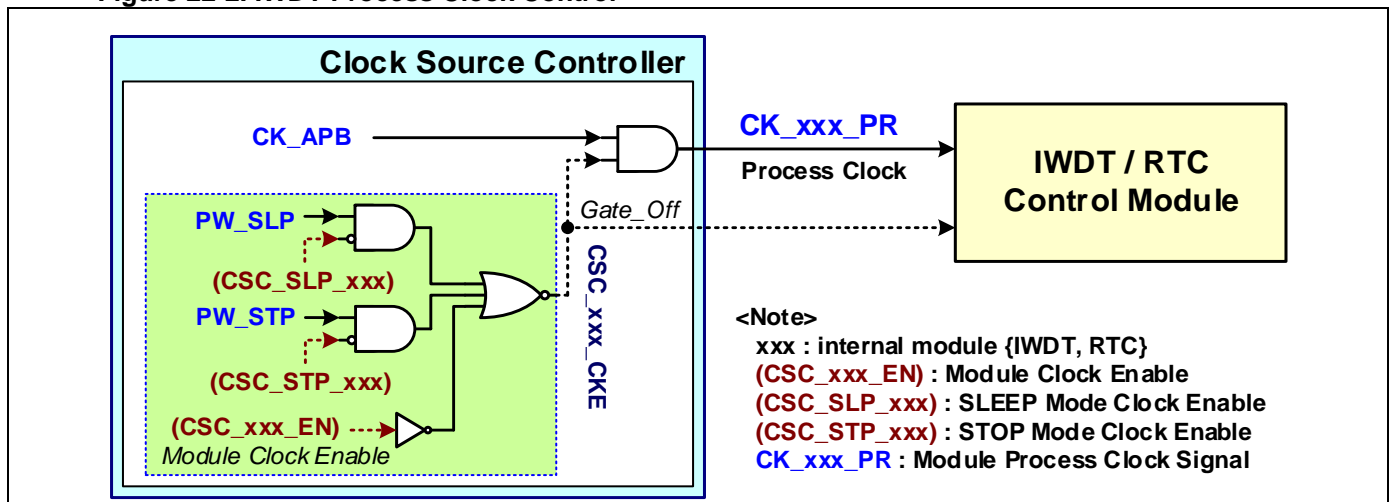 Clock Source Controller
CK_APB
CK_xxx_PR
Process Clock
IWDT / RTC
Control Module
PW_SLP
Gate_Off
(CSC_SLP_xxx)
CSC_xxx_CKE
PW_STP
(CSC_STP_xxx)
(CSC_xxx_EN)
Module Clock Enable
<Note>
xxx : internal module {IWDT, RTC}
(CSC_xxx_EN) : Module Clock Enable
(CSC_SLP_xxx) : SLEEP Mode Clock Enable
(CSC_STP_xxx) : STOP Mode Clock Enable
CK_xxx_PR : Module Process Clock Signal